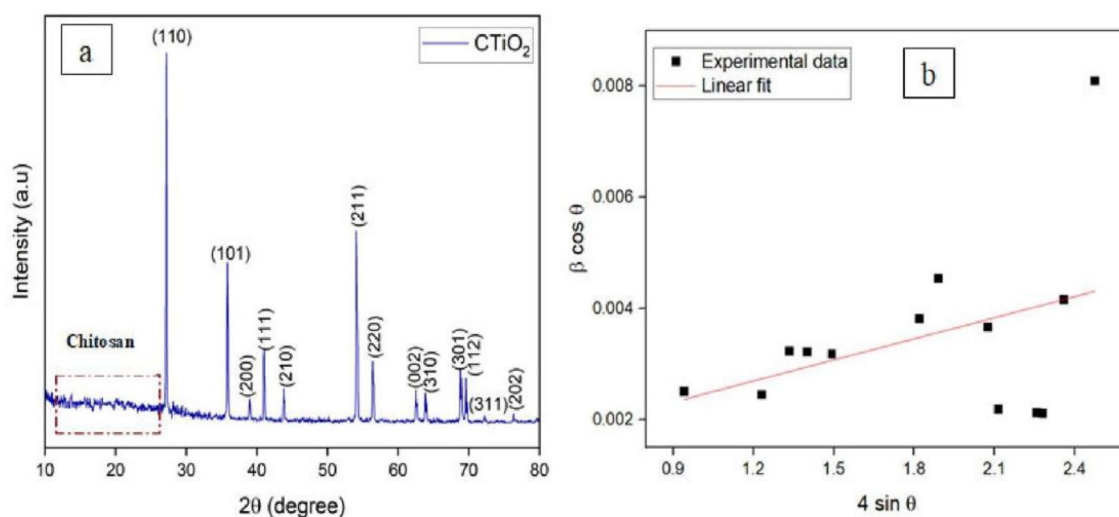 a
(110)
CTiO₂
(211)
(101)
(111)
(200)
(210)
(220)
(002)
(310)
(301)
(112)
(311)
(202)
Chitosan
Intensity (a.u)
10 20 30 40 50 60 70 80
2θ (degree)
b
Experimental data
Linear fit
0.008
0.006
0.004
0.002
β cos θ
0.9 1.2 1.5 1.8 2.1 2.4
4 sin θ